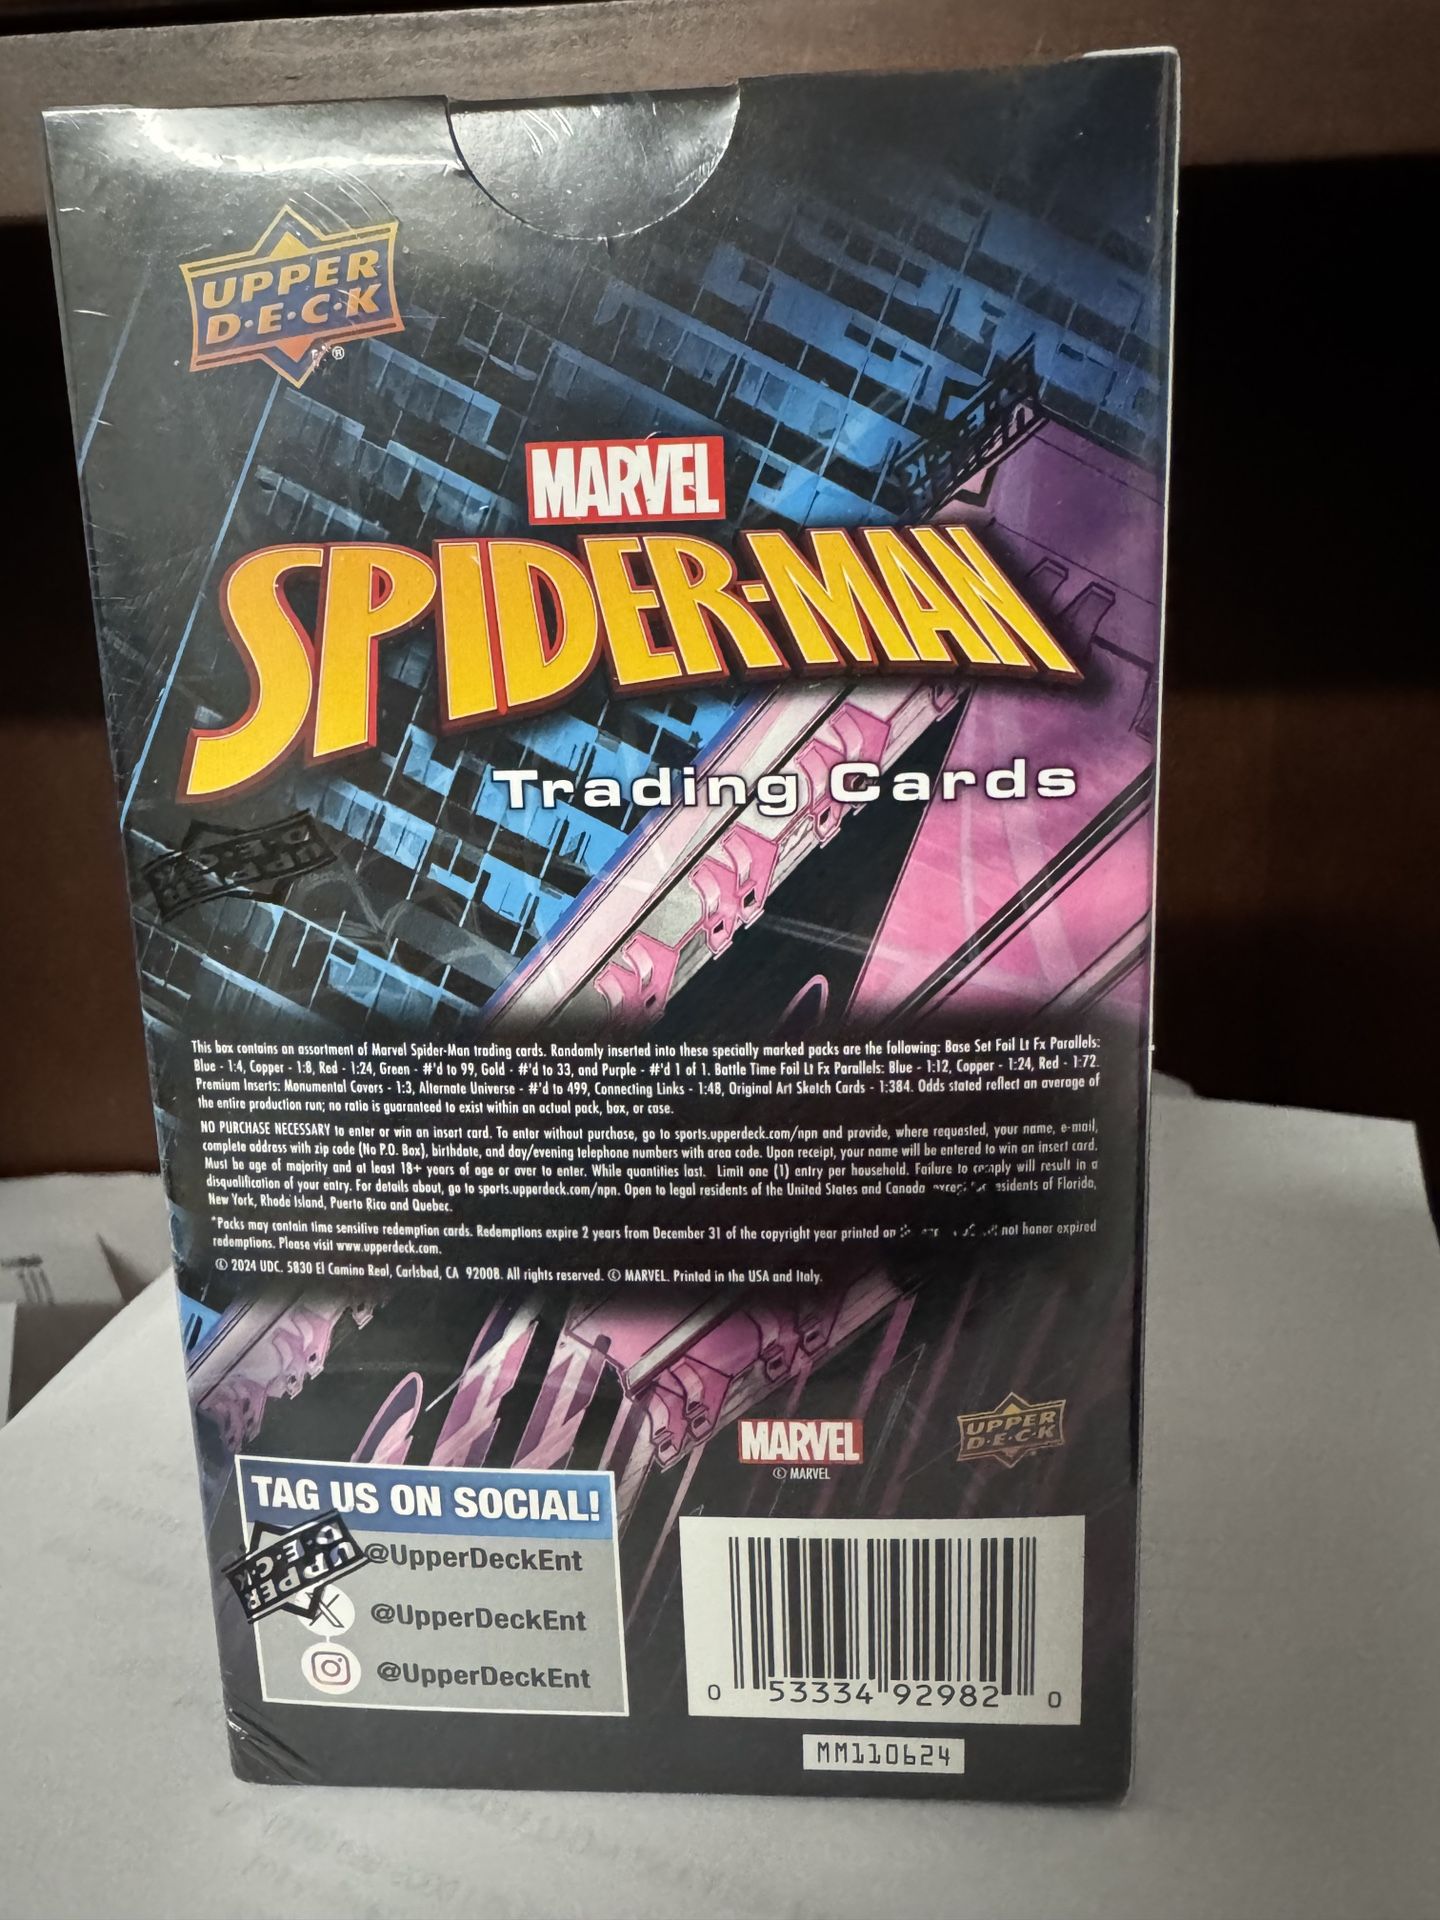 UPPER
D·E·C·K
®
MARVEL
SPIDER-MAN
Trading Cards
UPPER
D·E·C·K
UPPER
D·E·C·K
This box contains an assortment of Marvel Spider-Man trading cards. Randomly inserted into these specially marked packs are the following: Base Set Foil Lt Fx Parallels:
Blue - 1:4, Copper - 1:8, Red - 1:24, Green - #'d to 99, Gold - #'d to 33, and Purple - #'d 1 of 1. Battle Time Foil Lt Fx Parallels: Blue - 1:12, Copper - 1:24, Red - 1:72.
Premium Inserts: Monumental Covers - 1:3, Alternate Universe - #'d to 499, Connecting Links - 1:48, Original Art Sketch Cards - 1:384. Odds stated reflect an average of
the entire production run; no ratio is guaranteed to exist within an actual pack, box, or case.
NO PURCHASE NECESSARY to enter or win an insert card. To enter without purchase, go to sports.upperdeck.com/npn and provide, where requested, your name, e-mail,
complete address with zip code (No P.O. Box), birthdate, and day/evening telephone numbers with area code. Upon receipt, your name will be entered to win an insert card.
Must be age of majority and at least 18+ years of age or over to enter. While quantities last. Limit one (1) entry per household. Failure to comply will result in a
disqualification of your entry. For details about, go to sports.upperdeck.com/npn. Open to legal residents of the United States and Canada of Florida,
New York, Rhode Island, Puerto Rico and Quebec.
*Packs may contain time sensitive redemption cards. Redemptions expire 2 years from December 31 of the copyright year printed on not honor expired
redemptions. Please visit www.upperdeck.com.
© 2024 UDC. 5830 El Camino Real, Carlsbad, CA 92008. All rights reserved. © MARVEL. Printed in the USA and Italy.
MARVEL
© MARVEL
UPPER
D·E·C·K
TAG US ON SOCIAL!
@UpperDeckEnt
@UpperDeckEnt
@UpperDeckEnt
UPPER
D·E·C·K
0 53334 92982 0
MM110624